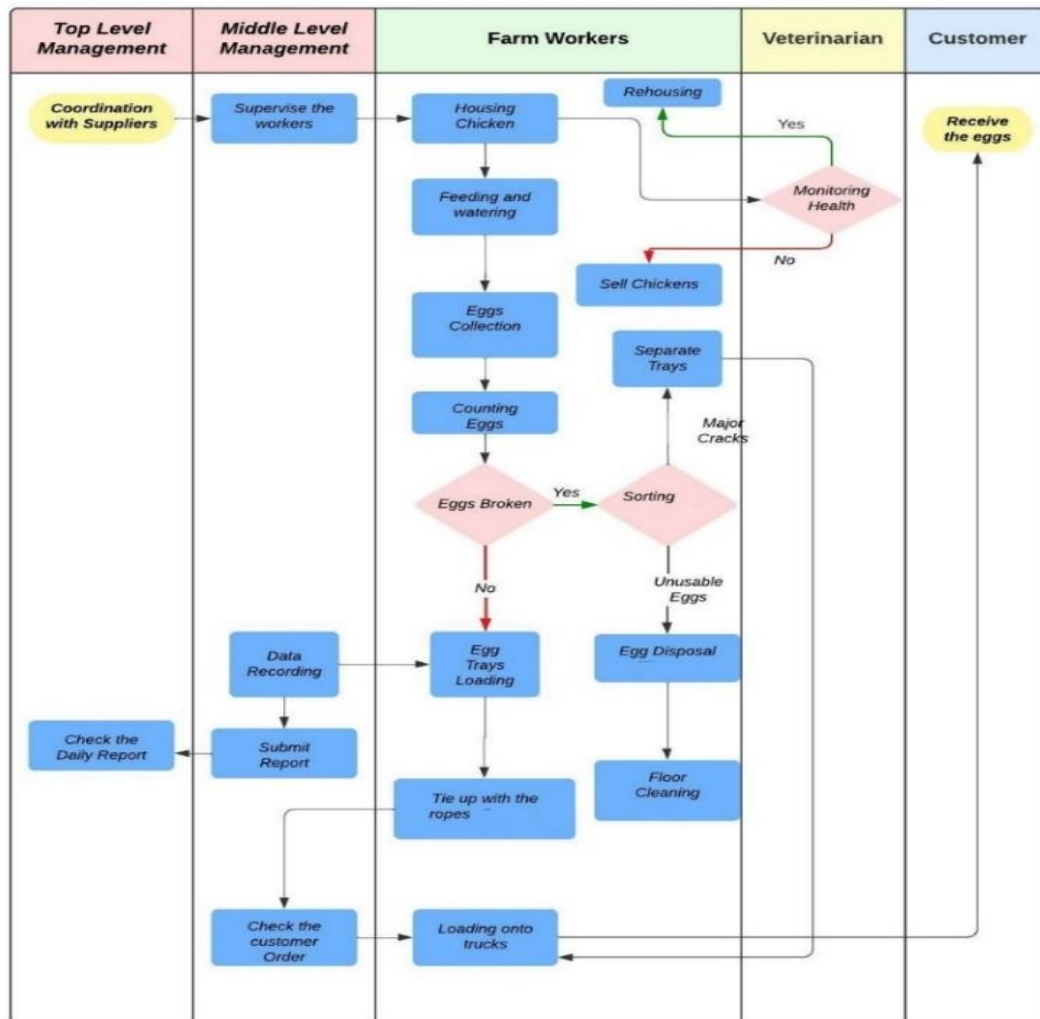 Top Level
Management
Middle Level
Management
Farm Workers
Veterinarian
Customer
Coordination
with Suppliers
Supervise the
workers
Housing
Chicken
Rehousing
Yes
Receive
the eggs
Feeding and
watering
Monitoring
Health
No
Sell Chickens
Eggs
Collection
Separate
Trays
Counting
Eggs
Major
Cracks
Eggs Broken
Yes
Sorting
No
Unusable
Eggs
Data
Recording
Egg
Trays
Loading
Egg Disposal
Check the
Daily Report
Submit
Report
Tie up with the
ropes
Floor
Cleaning
Check the
customer
Order
Loading onto
trucks